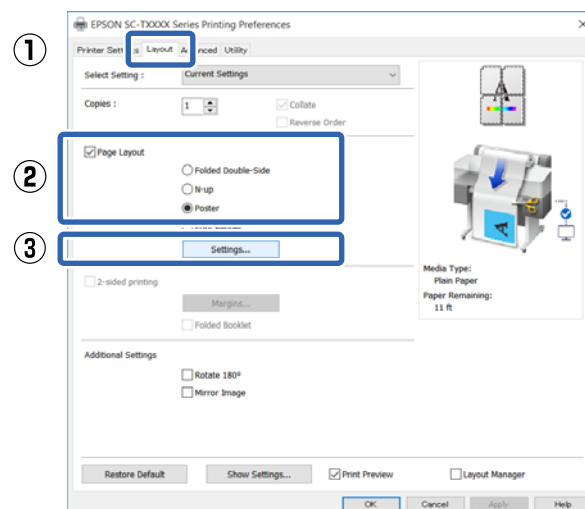 EPSON SC-TXXXX Series Printing Preferences
1
Layout
Advanced
Utility
Select Setting :
Current Settings
Copies :
1
Collate
Reverse Order
2
Page Layout
Folded Double-Side
N-up
Poster
3
Settings...
2-sided printing
Margins...
Folded Booklet
Media Type:
Plain Paper
Paper Remaining:
11 ft
Additional Settings
Rotate 180°
Mirror Image
Restore Default
Show Settings...
Print Preview
Layout Manager
OK
Cancel
Apply
Help